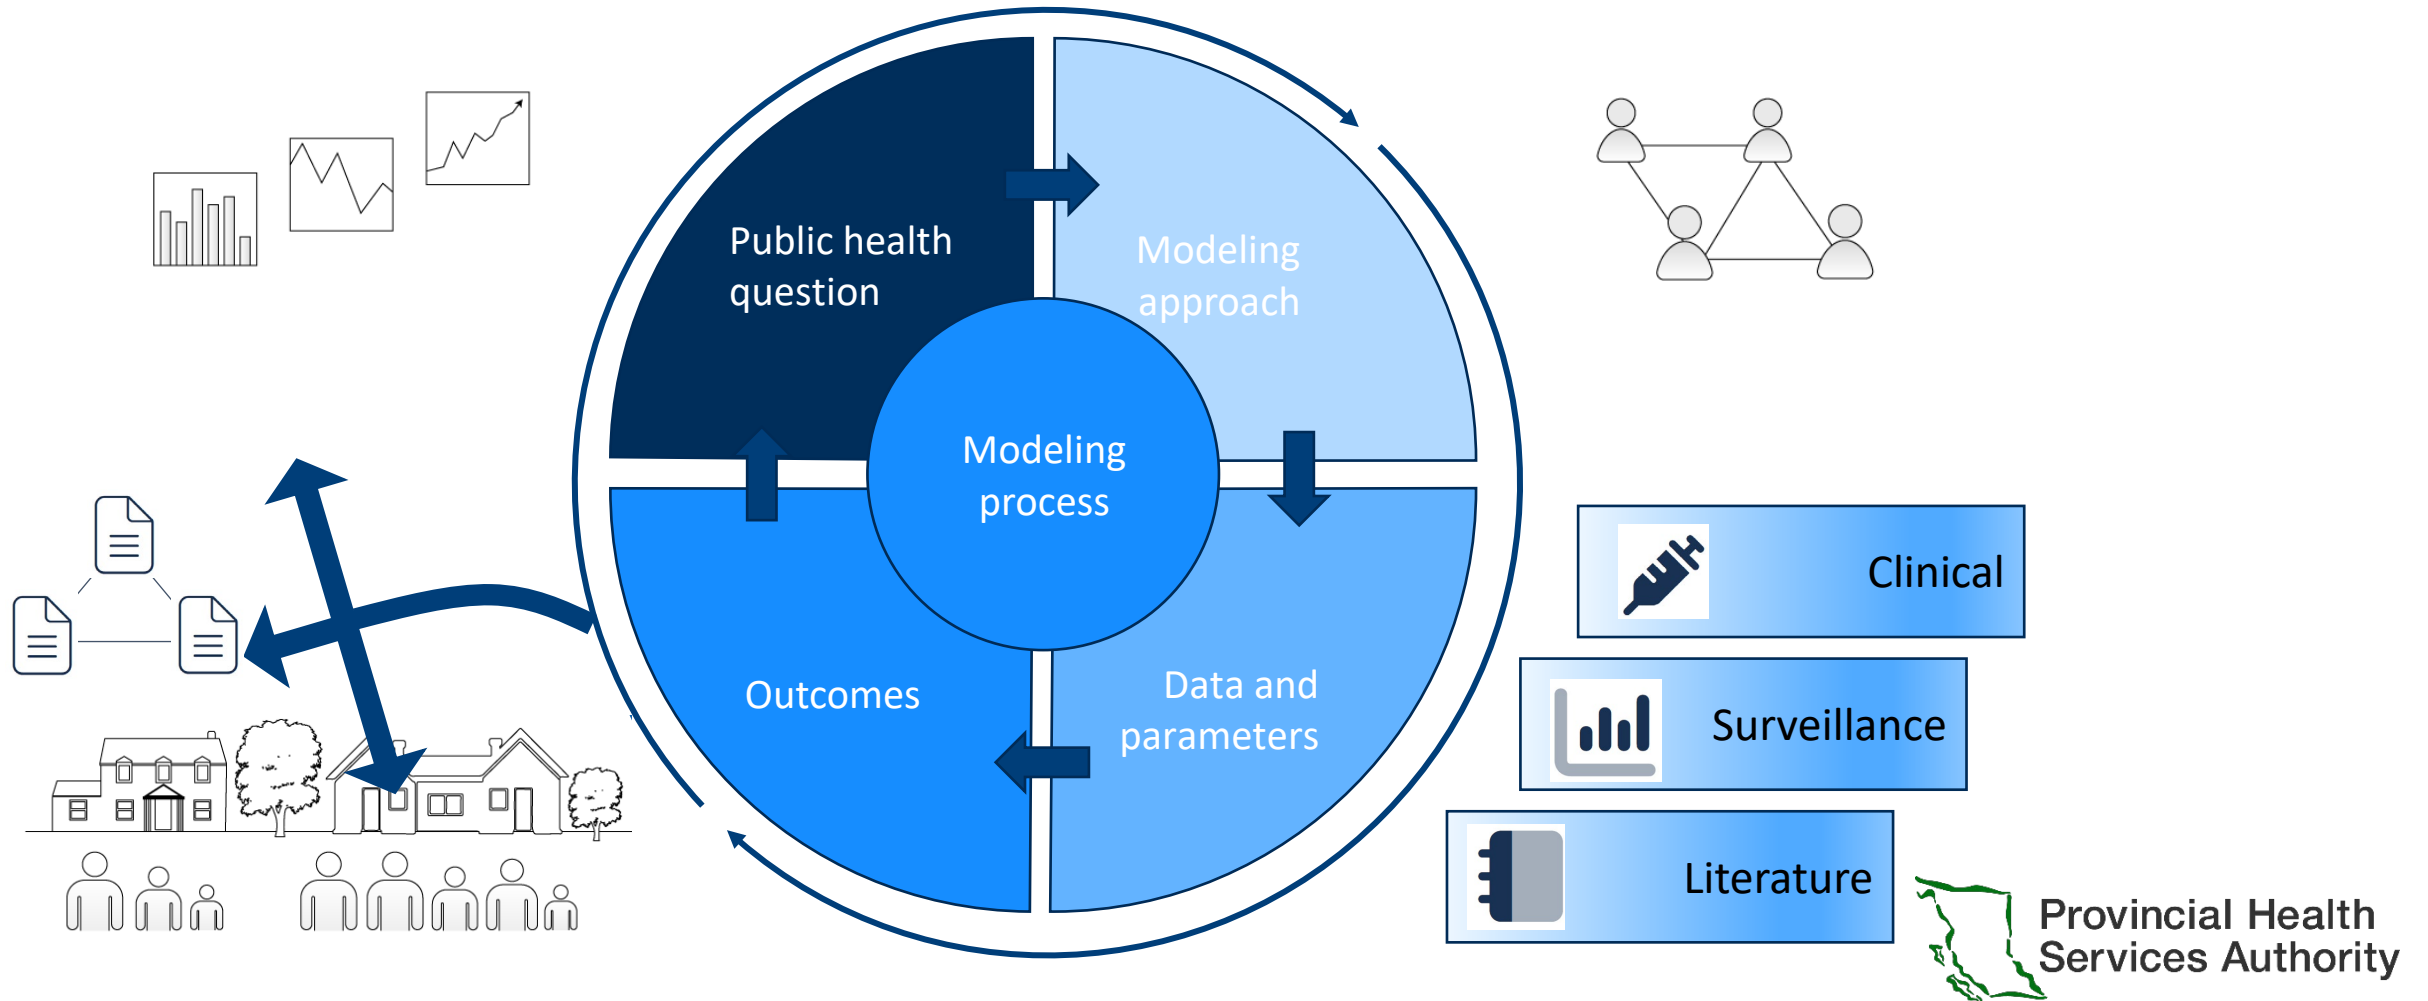 Public health
question
Modeling
approach
Modeling
process
Outcomes
Data and
parameters
Clinical
Surveillance
Literature
Provincial Health
Services Authority